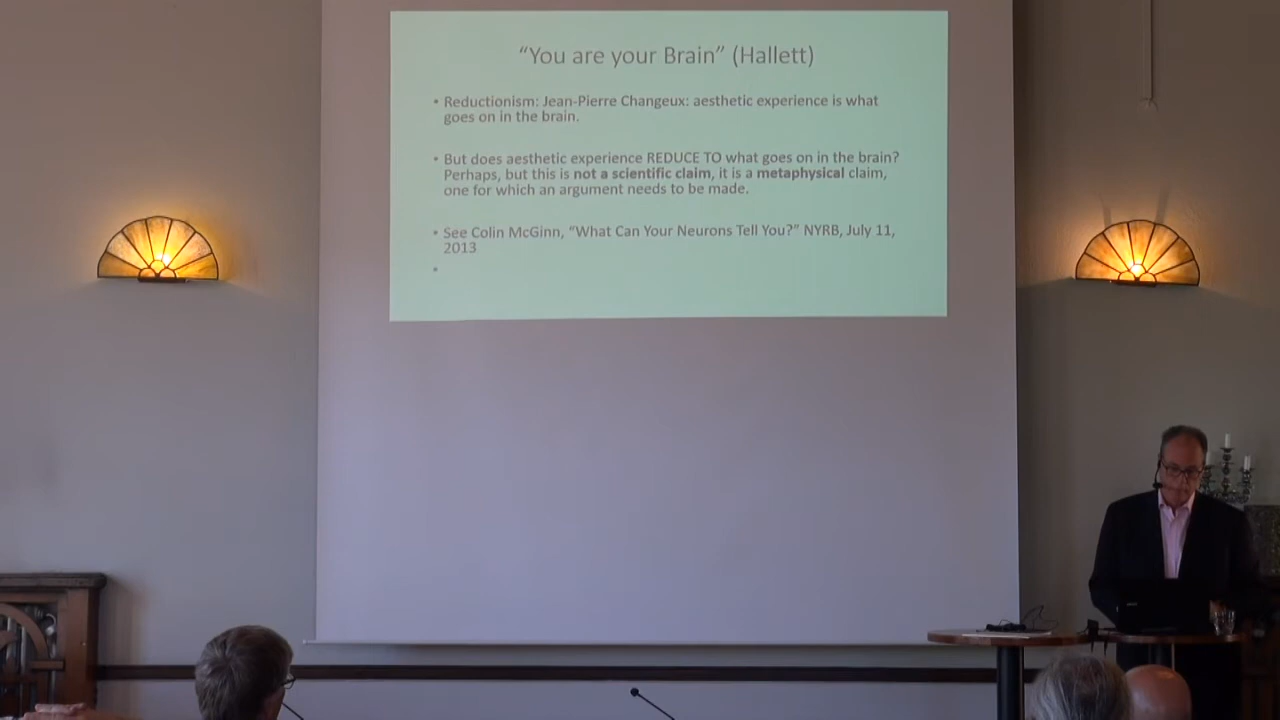 “You are your Brain” (Hallett)
• Reductionism: Jean-Pierre Changeux: aesthetic experience is what
goes on in the brain.
• But does aesthetic experience REDUCE TO what goes on in the brain?
Perhaps, but this is not a scientific claim, it is a metaphysical claim,
one for which an argument needs to be made.
• See Colin McGinn, “What Can Your Neurons Tell You?” NYRB, July 11,
2013
•